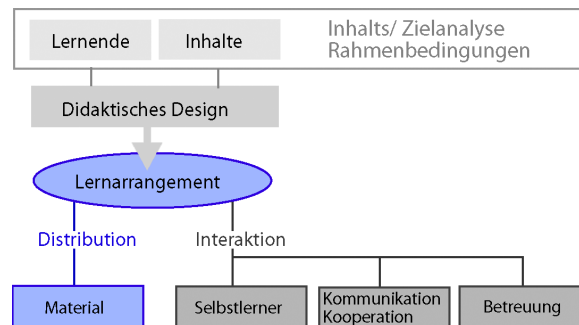 Lernende
Inhalte
Inhalts/ Zielanalyse
Rahmenbedingungen
Didaktisches Design
Lernarrangement
Distribution
Interaktion
Material
Selbstlerner
Kommunikation
Kooperation
Betreuung